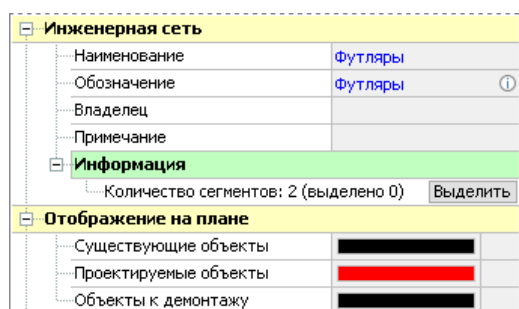 Инженерная сеть
Наименование Футляры
Обозначение Футляры
Владелец
Примечание
Информация
Количество сегментов: 2 (выделено 0) Выделить
Отображение на плане
Существующие объекты
Проектируемые объекты
Объекты к демонтажу